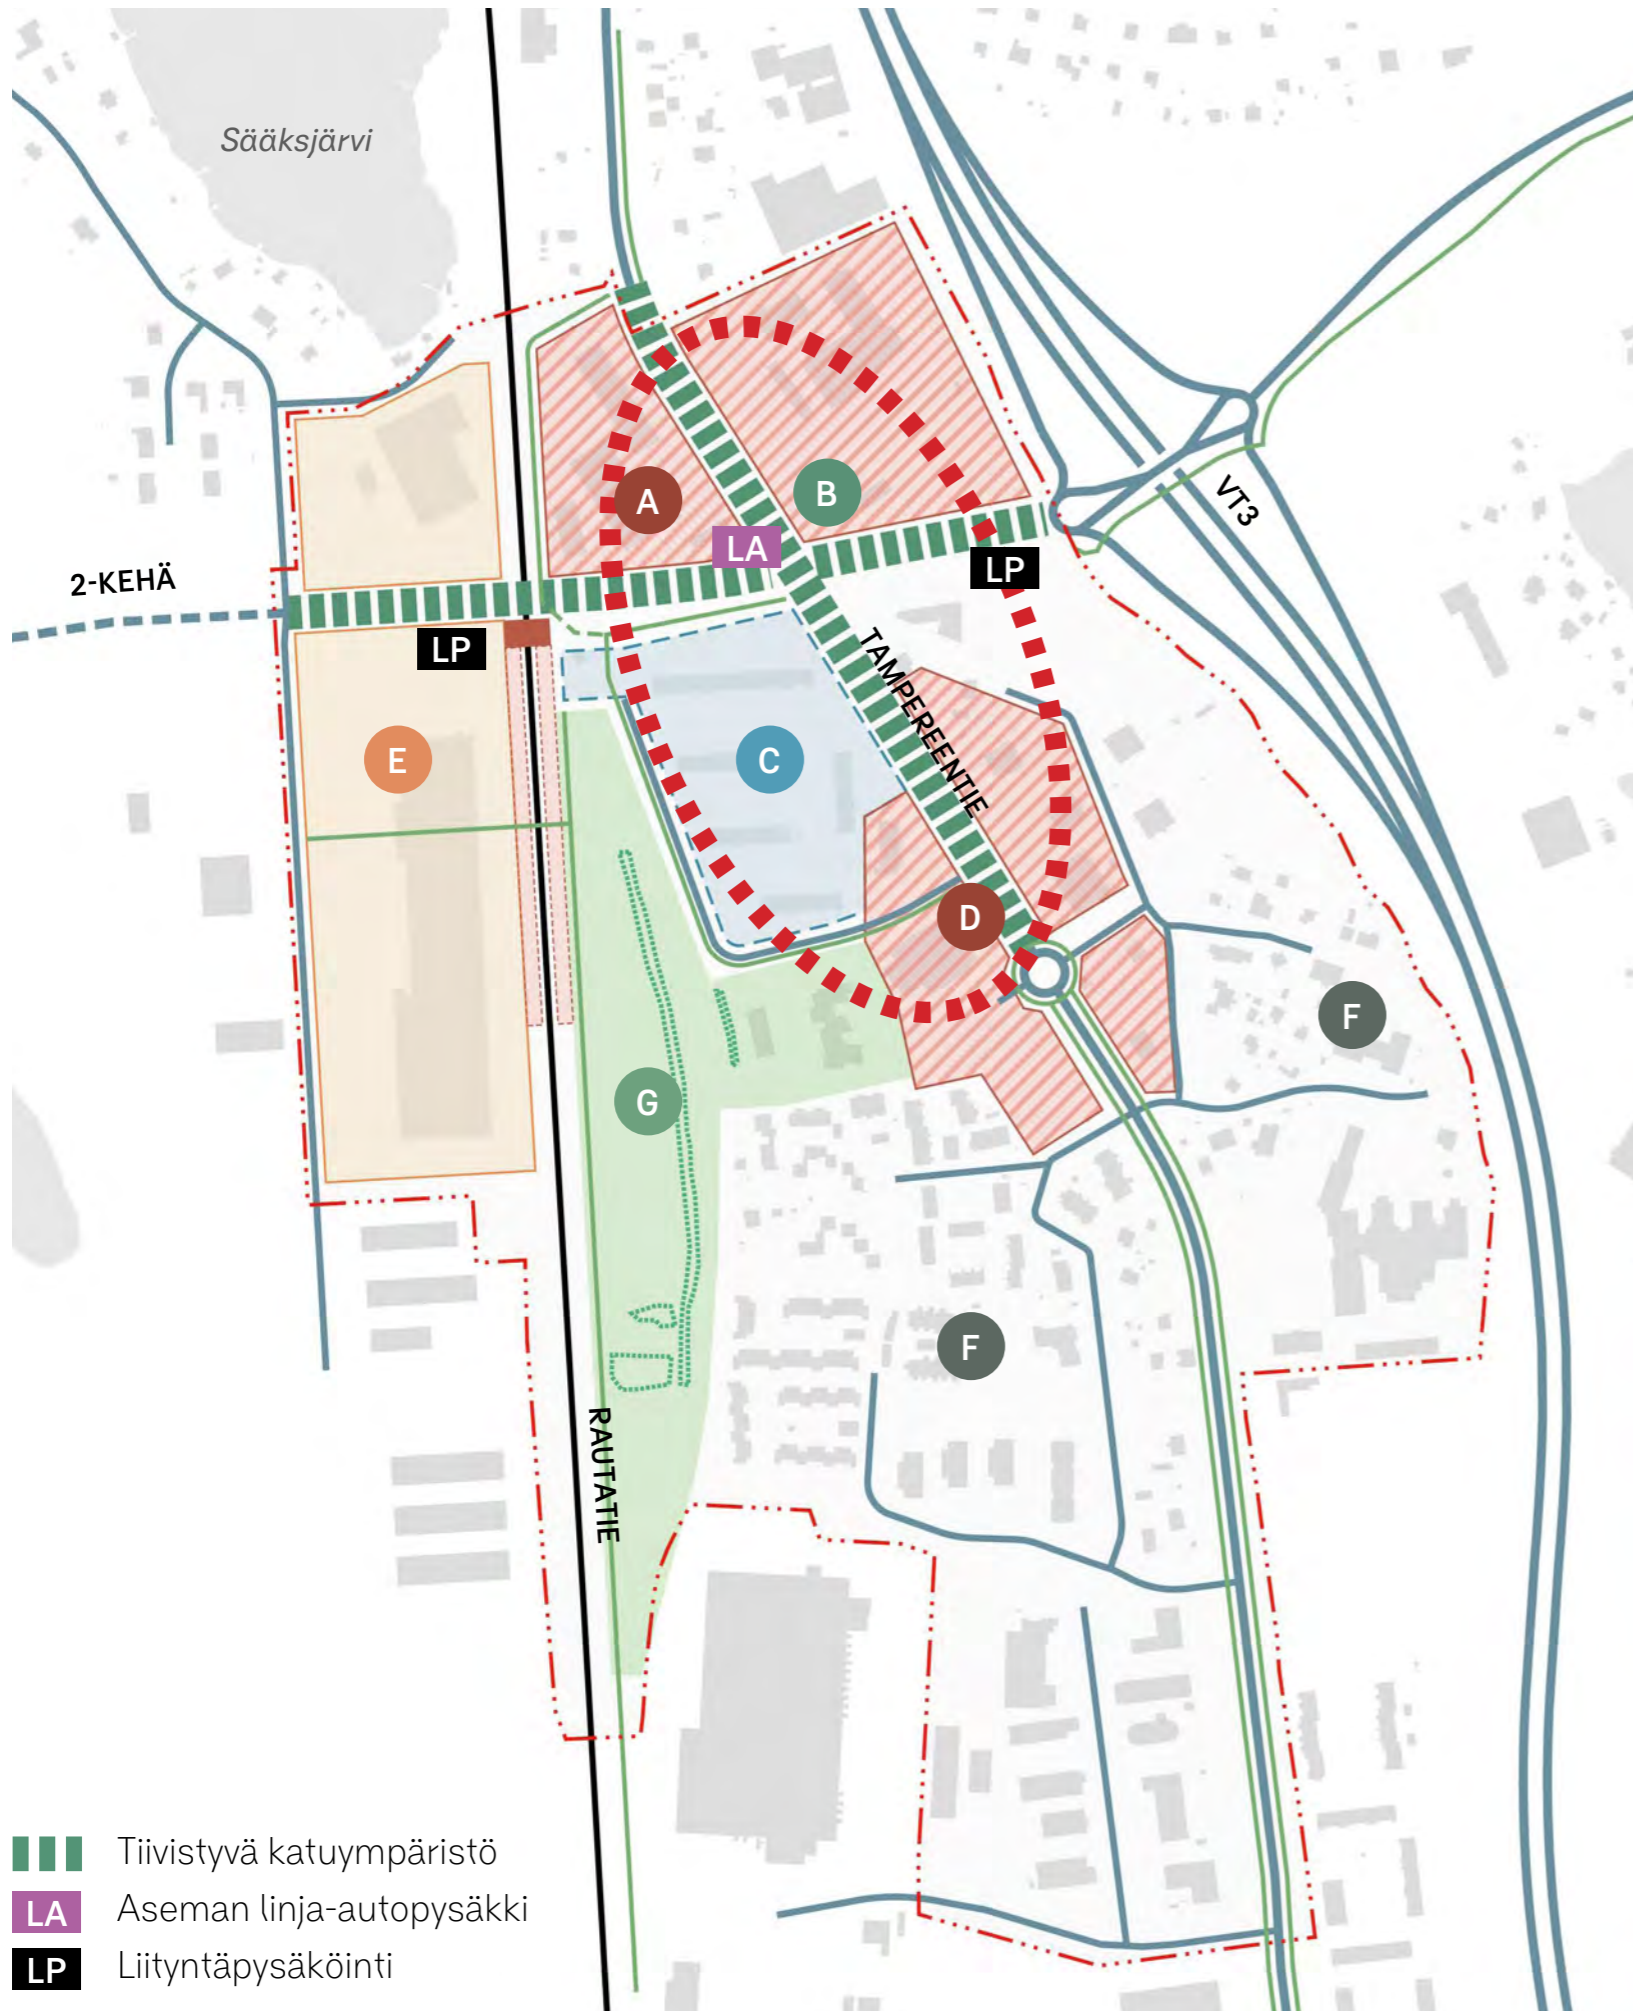 Sääksjärvi
A
B
VT3
LA
LP
2-KEHÄ
LP
TAMPEREENTIE
E
C
D
F
G
F
RAUTATIE
Tiivistyvä katuympäristö
LA Aseman linja-autopysäkki
LP Liityntäpysäköinti